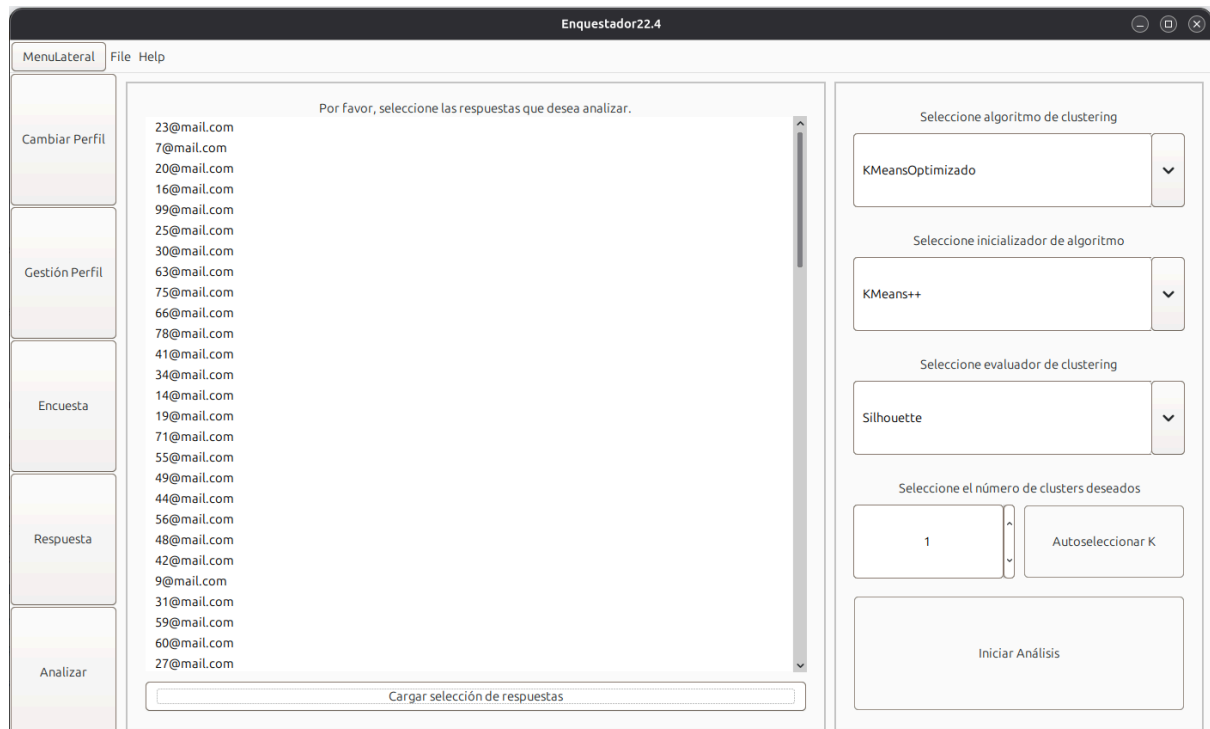 Enquestador22.4
MenuLateral File Help
Cambiar Perfil
Gestión Perfil
Encuesta
Respuesta
Analizar
Por favor, seleccione las respuestas que desea analizar.
23@mail.com
7@mail.com
20@mail.com
16@mail.com
99@mail.com
25@mail.com
30@mail.com
63@mail.com
75@mail.com
66@mail.com
78@mail.com
41@mail.com
34@mail.com
14@mail.com
19@mail.com
71@mail.com
55@mail.com
49@mail.com
44@mail.com
56@mail.com
48@mail.com
42@mail.com
9@mail.com
31@mail.com
59@mail.com
60@mail.com
27@mail.com
Cargar selección de respuestas
Seleccione algoritmo de clustering
KMeansOptimizado
Seleccione inicializador de algoritmo
KMeans++
Seleccione evaluador de clustering
Silhouette
Seleccione el número de clusters deseados
1
Autoseleccionar K
Iniciar Análisis